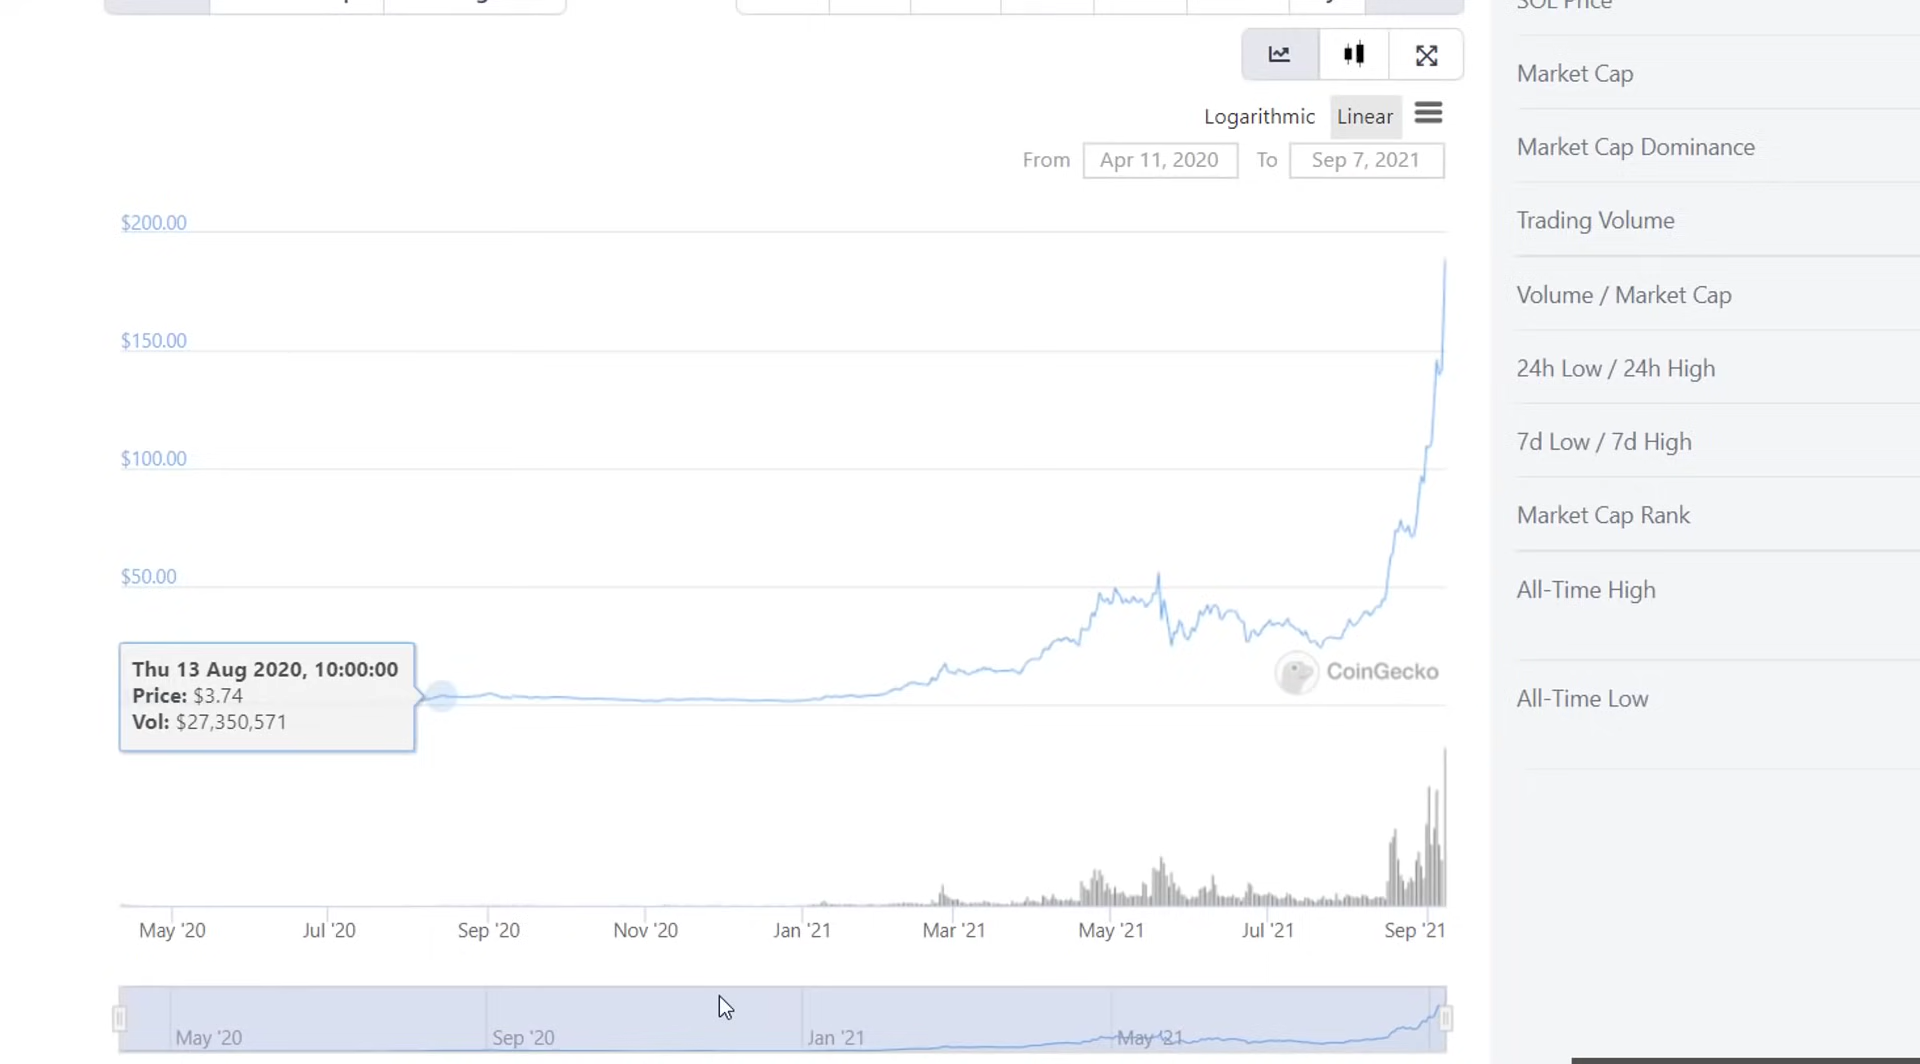 SOL Price
Market Cap
Logarithmic Linear
From Apr 11, 2020 To Sep 7, 2021
Market Cap Dominance
Trading Volume
Volume / Market Cap
24h Low / 24h High
7d Low / 7d High
Market Cap Rank
All-Time High
All-Time Low
$200.00
$150.00
$100.00
$50.00
Thu 13 Aug 2020, 10:00:00
Price: $3.74
Vol: $27,350,571
CoinGecko
May '20 Jul '20 Sep '20 Nov '20 Jan '21 Mar '21 May '21 Jul '21 Sep '21
May '20 Sep '20 Jan '21 May '21